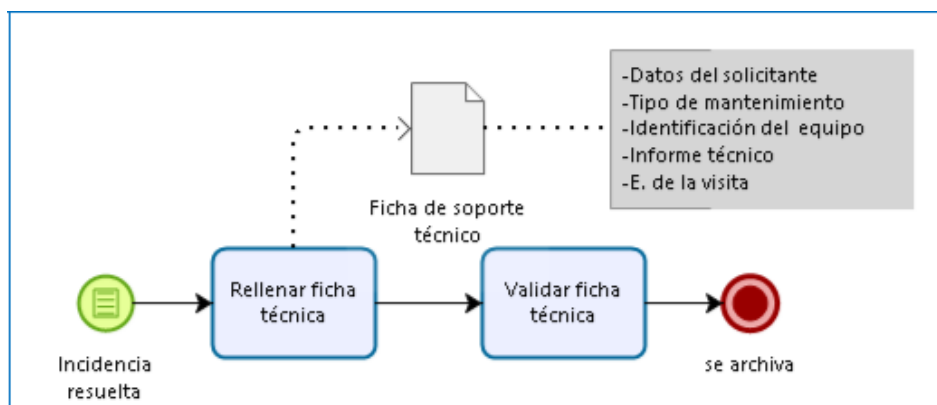 -Datos del solicitante
-Tipo de mantenimiento
-Identificación del equipo
-Informe técnico
-E. de la visita
Ficha de soporte
técnico
Rellenar ficha
técnica
Validar ficha
técnica
Incidencia
resuelta
se archiva